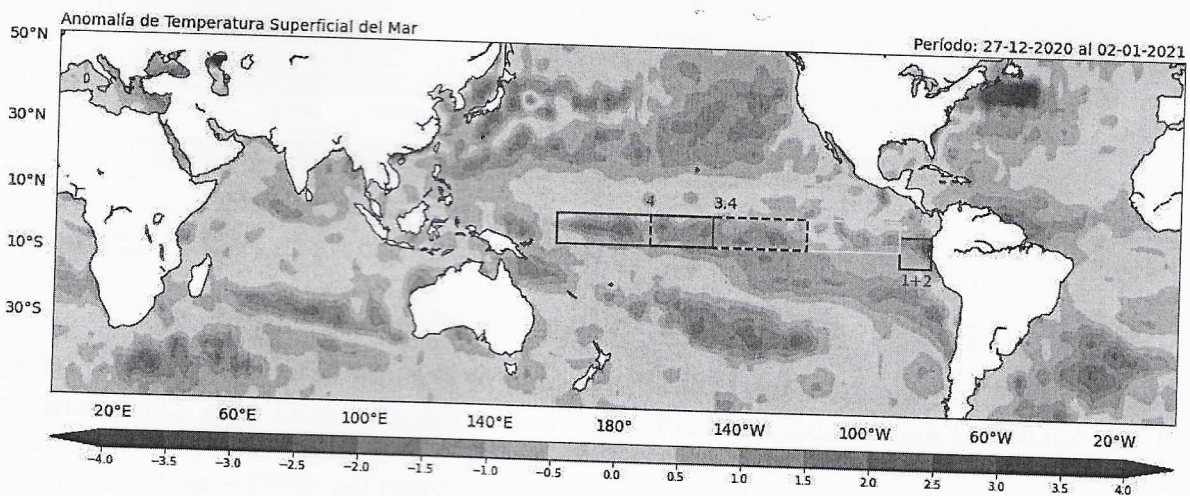 Anomalía de Temperatura Superficial del Mar
Período: 27-12-2020 al 02-01-2021
50°N
30°N
10°N
10°S
30°S
4 3.4
1+2
20°E 60°E 100°E 140°E 180° 140°W 100°W 60°W 20°W
−4.0 −3.5 −3.0 −2.5 −2.0 −1.5 −1.0 −0.5 0.0 0.5 1.0 1.5 2.0 2.5 3.0 3.5 4.0